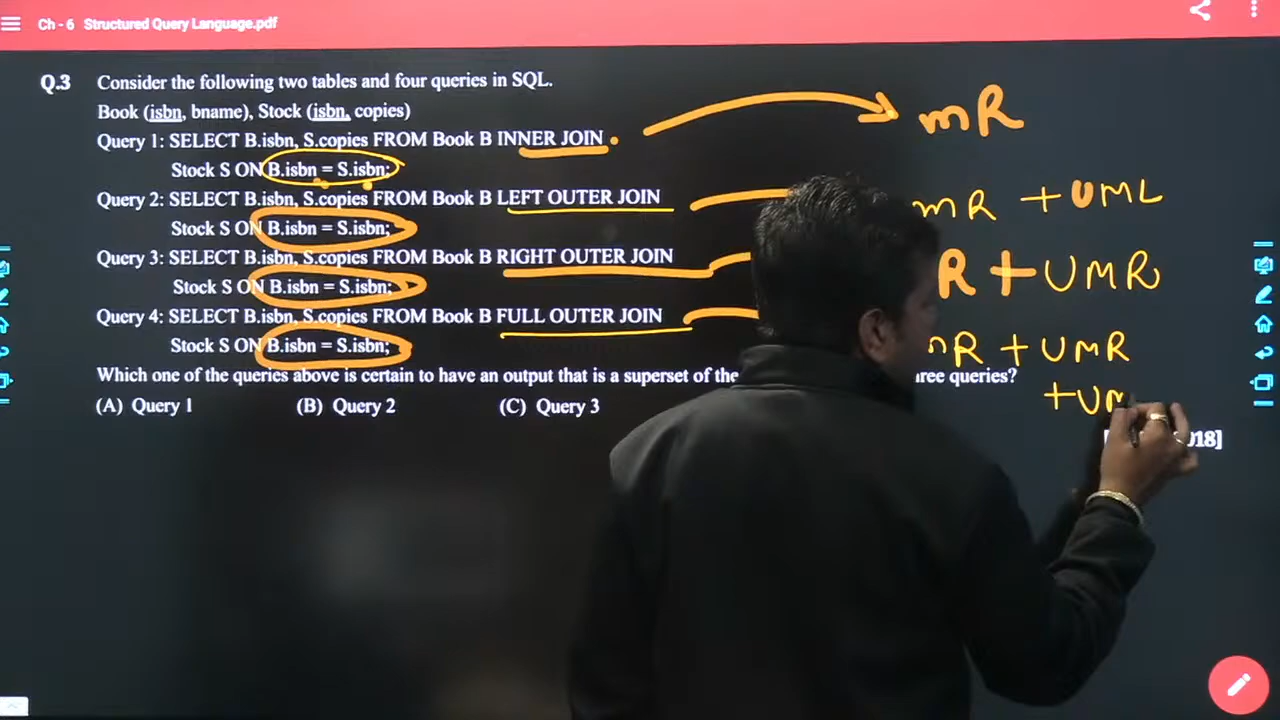 Ch - 6 Structured Query Language.pdf
Q.3 Consider the following two tables and four queries in SQL.
Book (isbn, bname), Stock (isbn, copies)
Query 1: SELECT B.isbn, S.copies FROM Book B INNER JOIN
mR
Stock S ON B.isbn = S.isbn;
Query 2: SELECT B.isbn, S.copies FROM Book B LEFT OUTER JOIN
mR + UML
Stock S ON B.isbn = S.isbn;
Query 3: SELECT B.isbn, S.copies FROM Book B RIGHT OUTER JOIN
R + UMR
Stock S ON B.isbn = S.isbn;
Query 4: SELECT B.isbn, S.copies FROM Book B FULL OUTER JOIN
mR + UMR
Stock S ON B.isbn = S.isbn;
Which one of the queries above is certain to have an output that is a superset of the queries?
+UM
(A) Query 1 (B) Query 2 (C) Query 3